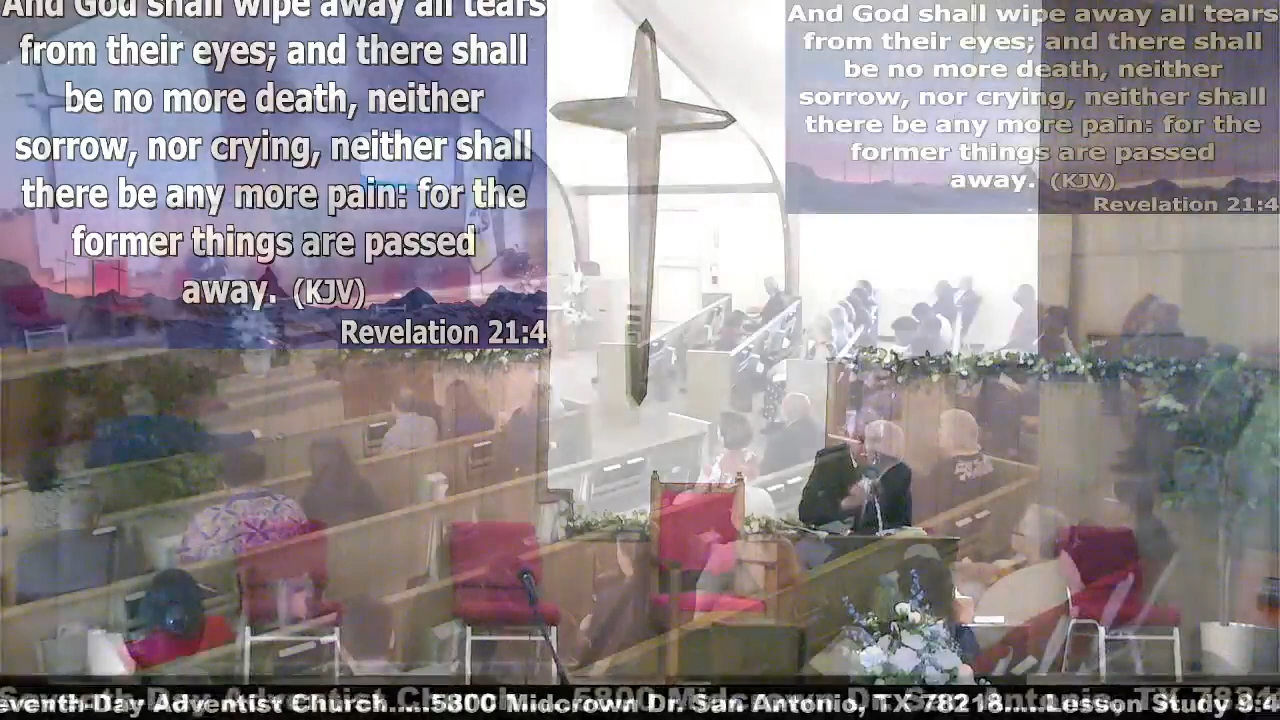 And God shall wipe away all tears
from their eyes; and there shall
be no more death, neither
sorrow, nor crying, neither shall
there be any more pain: for the
former things are passed
away. (KJV)
Revelation 21:4
And God shall wipe away all tears
from their eyes; and there shall
be no more death, neither
sorrow, nor crying, neither shall
there be any more pain: for the
former things are passed
away. (KJV)
Revelation 21:4
eventh-Day Adventist Church.....5800 Midcrown Dr. San Antonio, TX 78218.....Lesson Study 9:4